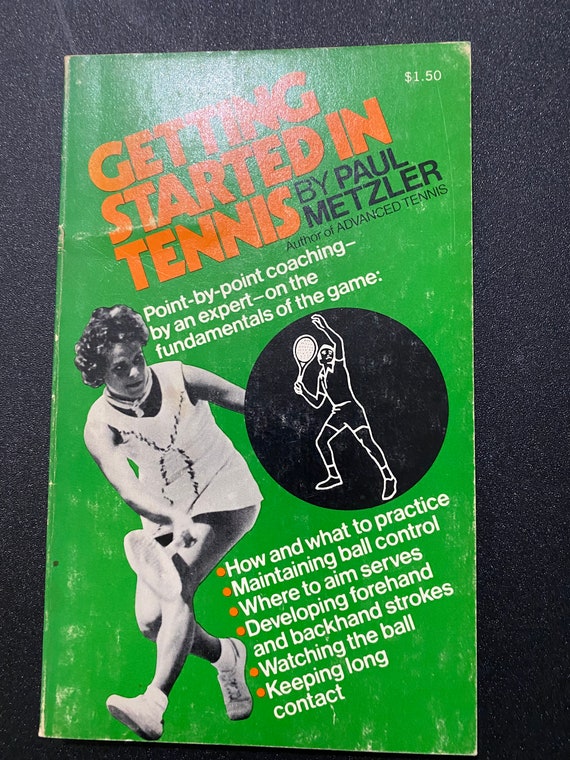 $1.50
GETTING
STARTED IN
TENNIS
BY PAUL
METZLER
Author of ADVANCED TENNIS
Point-by-point coaching–
by an expert–on the
fundamentals of the game:
•How and what to practice
•Maintaining ball control
•Where to aim serves
•Developing forehand
and backhand strokes
•Watching the ball
•Keeping long
contact